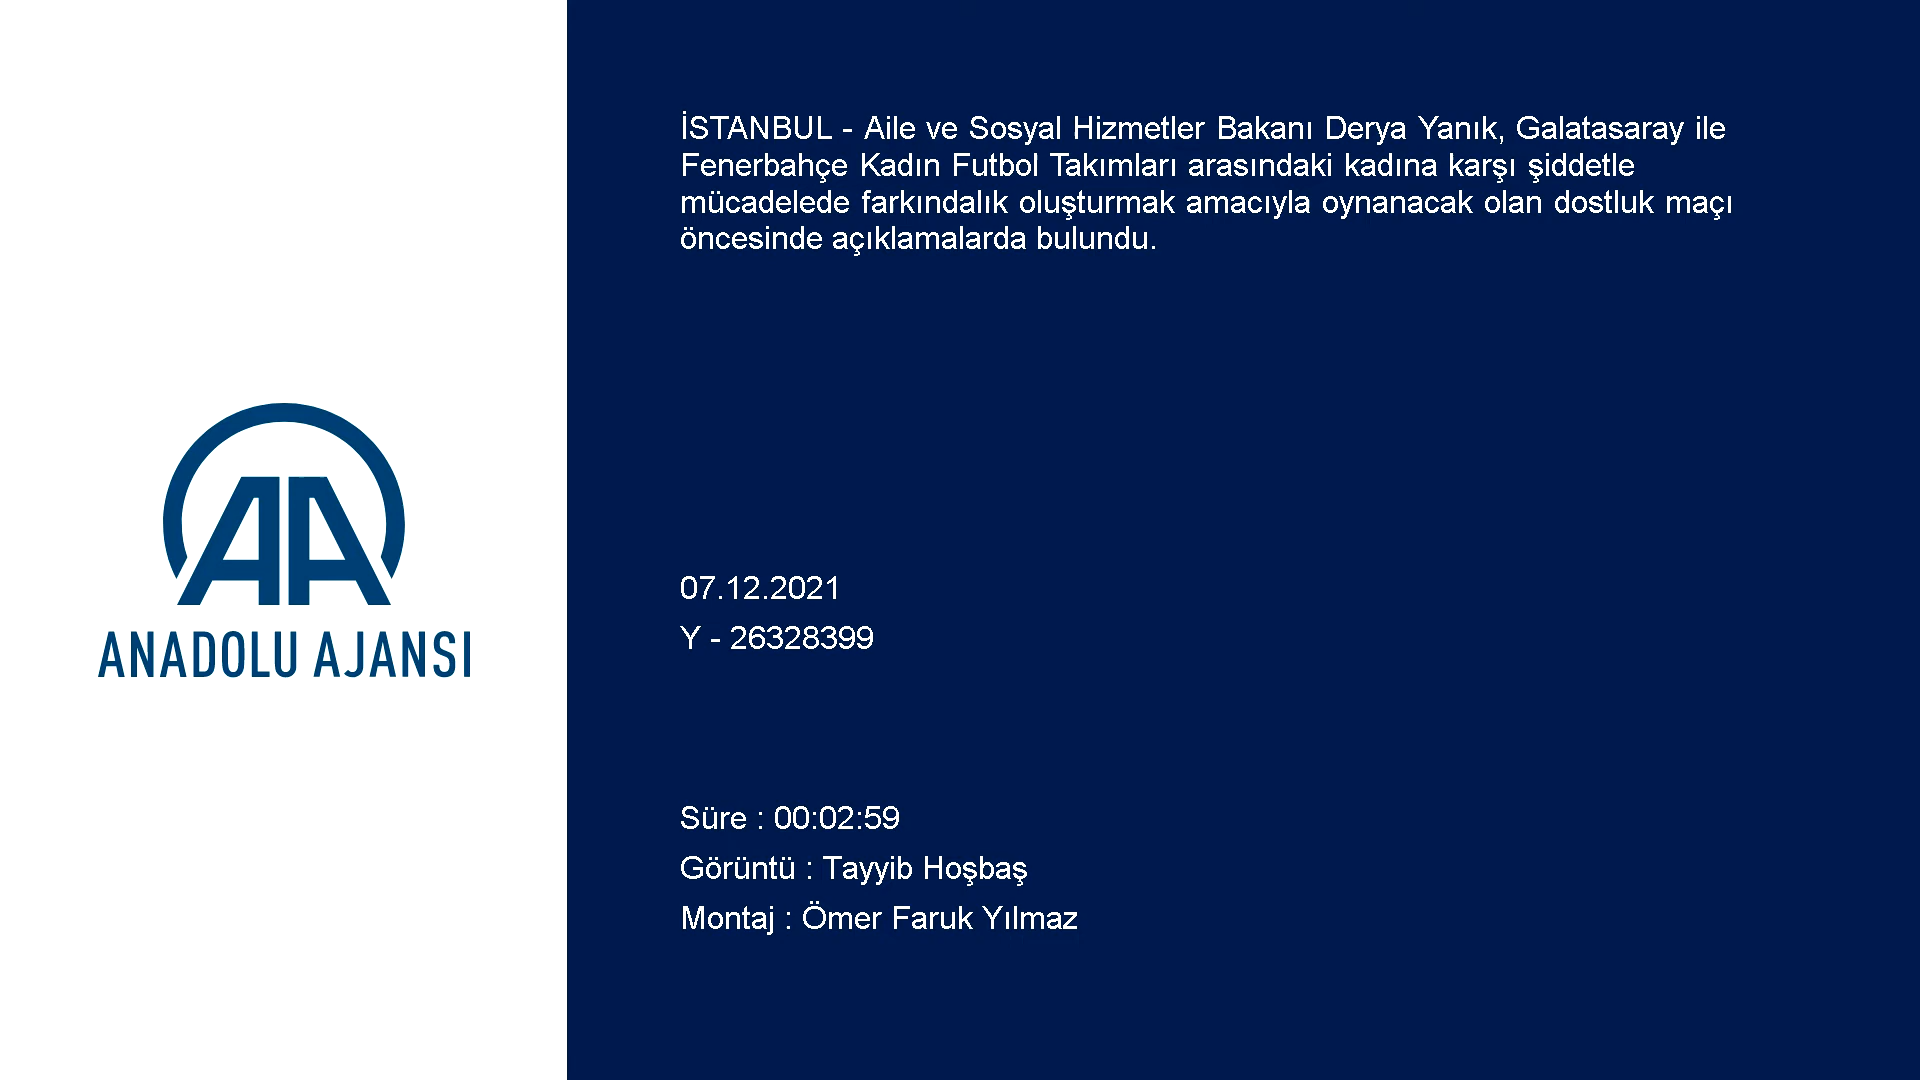 İSTANBUL - Aile ve Sosyal Hizmetler Bakanı Derya Yanık, Galatasaray ile
Fenerbahçe Kadın Futbol Takımları arasındaki kadına karşı şiddetle
mücadelede farkındalık oluşturmak amacıyla oynanacak olan dostluk maçı
öncesinde açıklamalarda bulundu.
AA
ANADOLU AJANSI
07.12.2021
Y - 26328399
Süre : 00:02:59
Görüntü : Tayyib Hoşbaş
Montaj : Ömer Faruk Yılmaz